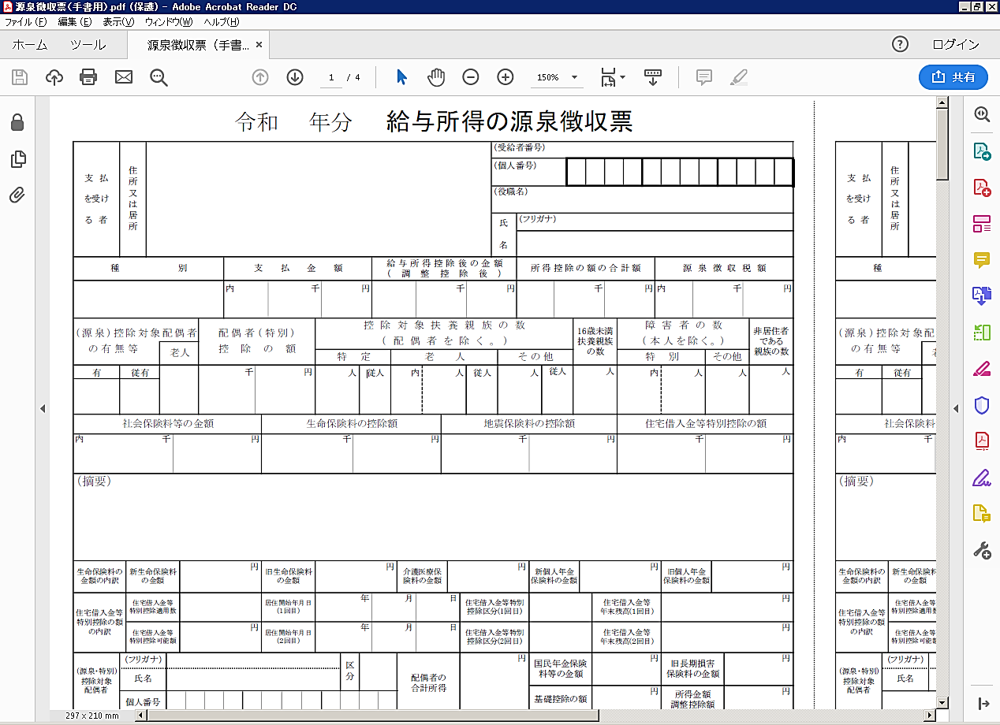 源泉徴収票(手書用).pdf (保護) - Adobe Acrobat Reader DC
ファイル(F) 編集(E) 表示(V) ウィンドウ(W) ヘルプ(H)
ホーム ツール 源泉徴収票（手書... × ログイン
1 / 4 150% 共有
令和 年分 給与所得の源泉徴収票
支払を受ける者 住所又は居所 (受給者番号)
(個人番号)
(役職名)
氏名 (フリガナ)
支払を受ける者 住所又は居所
種別 支払金額 給与所得控除後の金額(調整控除後) 所得控除の額の合計額 源泉徴収税額 種
内 千 円 千 円 千 円 内 千 円
(源泉)控除対象配偶者の有無等 老人 配偶者(特別)控除の額 控除対象扶養親族の数(配偶者を除く。) 16歳未満扶養親族の数 障害者の数(本人を除く。) 非居住者である親族の数 (源泉)控除対象配
の有無等
特定 老人 その他 特別 その他
有 従有 千 円 人 従人 内 人 従人 人 従人 人 内 人 人 人 有 従有
社会保険料等の金額 生命保険料の控除額 地震保険料の控除額 住宅借入金等特別控除の額 社会保険料
内 千 円 千 円 千 円 千 円 内 千
(摘要) (摘要)
生命保険料の金額の内訳 新生命保険料の金額 円 旧生命保険料の金額 円 介護医療保険料の金額 円 新個人年金保険料の金額 円 旧個人年金保険料の金額 円 生命保険料の金額の内訳 新生命保険料の金額
住宅借入金等特別控除の額の内訳 住宅借入金等特別控除適用数 居住開始年月日(1回目) 年 月 日 住宅借入金等特別控除区分(1回目) 住宅借入金等年末残高(1回目) 円 住宅借入金等特別控除の額の内訳 住宅借入金等特別控除適用数
住宅借入金等特別控除可能額 円 居住開始年月日(2回目) 年 月 日 住宅借入金等特別控除区分(2回目) 住宅借入金等年末残高(2回目) 円 住宅借入金等特別控除可能額
(源泉・特別)控除対象配偶者 (フリガナ) 区分 配偶者の合計所得 円 国民年金保険料等の金額 円 旧長期損害保険料の金額 円 (源泉・特別)控除対象配偶者 (フリガナ)
氏名 氏名
個人番号 基礎控除の額 円 所得金額調整控除額 円
297 x 210 mm